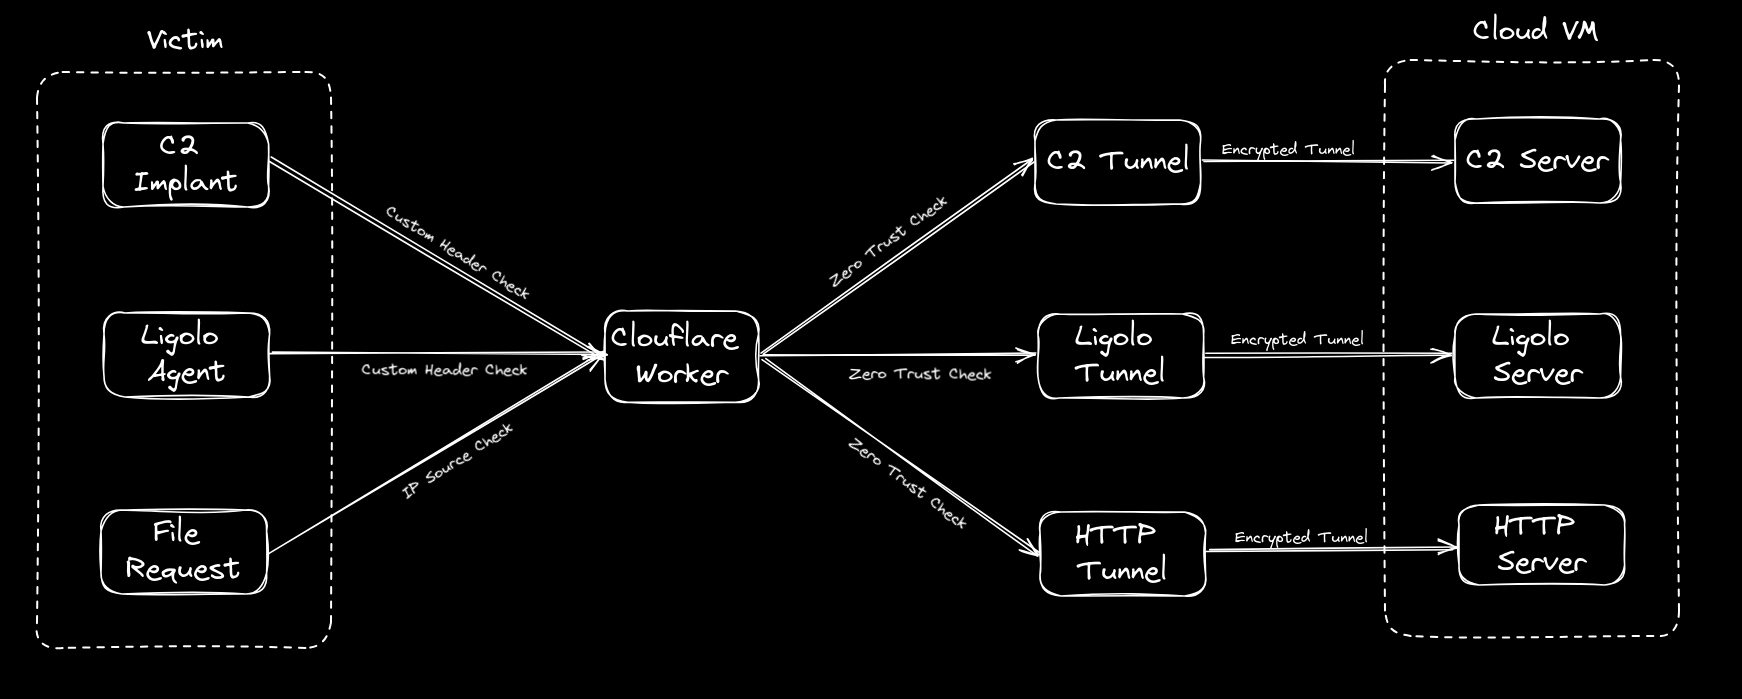 Victim
Cloud VM
C2
Implant
Custom Header Check
Zero Trust Check
C2 Tunnel
Encrypted Tunnel
C2 Server
Ligolo
Agent
Custom Header Check
Clouflare
Worker
Zero Trust Check
Ligolo
Tunnel
Encrypted Tunnel
Ligolo
Server
File
Request
IP Source Check
Zero Trust Check
HTTP
Tunnel
Encrypted Tunnel
HTTP
Server